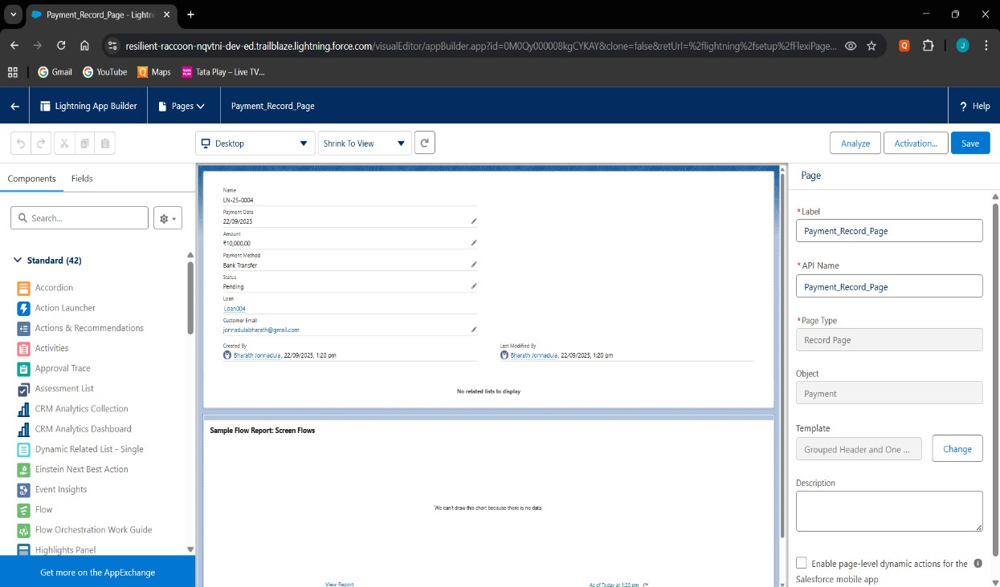 Payment_Record_Page - Lightni
resilient-raccoon-nqvtni-dev-ed.trailblaze.lightning.force.com/visualEditor/appBuilder.app?id=0M0Qy000008kgCYKAY&clone=false&retUrl=%2flightning%2fsetup%2fFlexiPage...
Q
J
Gmail
YouTube
Maps
Tata Play – Live TV...
Lightning App Builder
Pages
Payment_Record_Page
? Help
Desktop
Shrink To View
Analyze
Activation...
Save
Components
Fields
Search...
Standard (42)
Accordion
Action Launcher
Actions & Recommendations
Activities
Approval Trace
Assessment List
CRM Analytics Collection
CRM Analytics Dashboard
Dynamic Related List - Single
Einstein Next Best Action
Event Insights
Flow
Flow Orchestration Work Guide
Highlights Panel
Get more on the AppExchange
Name
LN-25-0004
Payment Date
22/09/2025
Amount
₹10,000.00
Payment Method
Bank Transfer
Status
Pending
Loan
Loan004
Customer Email
jonnadulabharath@gmail.com
Created By
Bharath Jonnadula, 22/09/2025, 1:20 pm
Last Modified By
Bharath Jonnadula, 22/09/2025, 1:20 pm
No related lists to display
Sample Flow Report: Screen Flows
We can't draw this chart because there is no data.
View Report
As of Today at 1:20 pm
Page
*Label
Payment_Record_Page
*API Name
Payment_Record_Page
*Page Type
Record Page
Object
Payment
Template
Grouped Header and One ...
Change
Description
Enable page-level dynamic actions for the
Salesforce mobile app